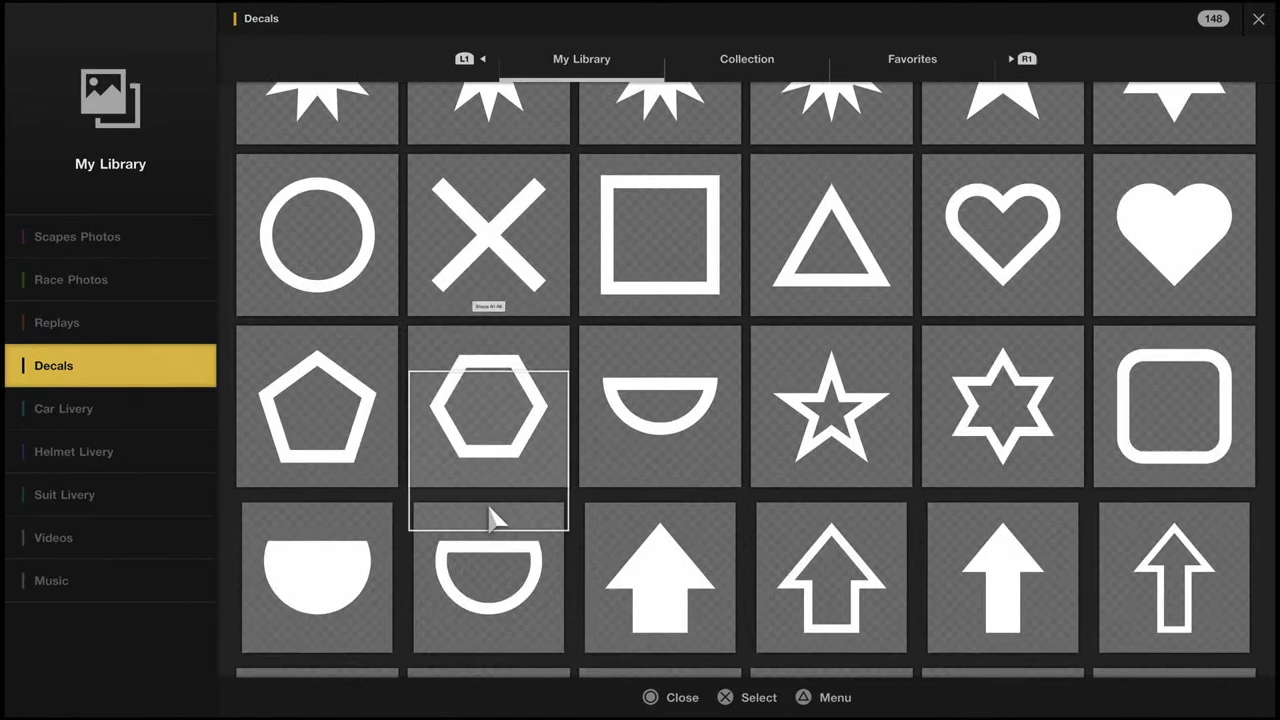 Decals
148
L1
My Library
Collection
Favorites
R1
My Library
Scapes Photos
Race Photos
Replays
Decals
Car Livery
Helmet Livery
Suit Livery
Videos
Music
Close
Select
Menu